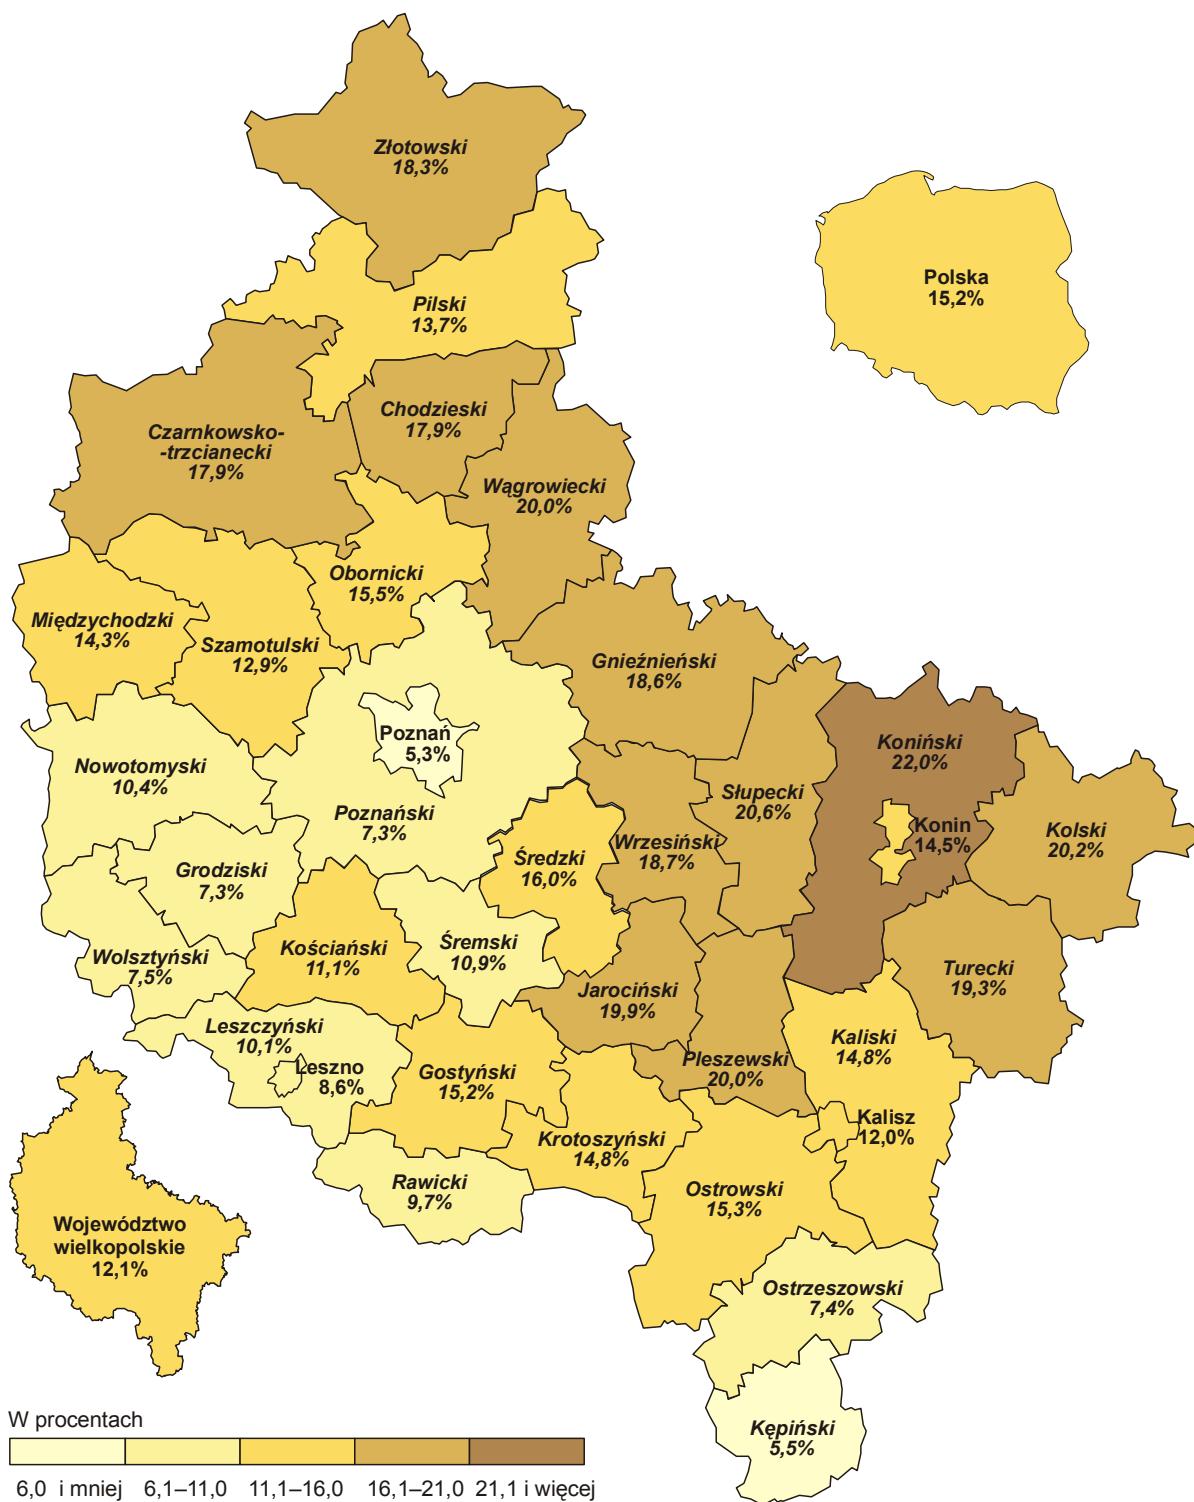 Złotowski
18,3%
Polska
15,2%
Pilski
13,7%
Chodzieski
17,9%
Czarnkowsko-
-trzcianecki
17,9%
Wągrowiecki
20,0%
Obornicki
15,5%
Międzychodzki
14,3%
Szamotulski
12,9%
Gnieźnieński
18,6%
Poznań
5,3%
Koniński
22,0%
Nowotomyski
10,4%
Słupecki
20,6%
Poznański
7,3%
Wrzesiński
18,7%
Konin
14,5%
Kolski
20,2%
Średzki
16,0%
Grodziski
7,3%
Kościański
11,1%
Śremski
10,9%
Wolsztyński
7,5%
Jarociński
19,9%
Turecki
19,3%
Leszczyński
10,1%
Leszno
8,6%
Gostyński
15,2%
Pleszewski
20,0%
Kaliski
14,8%
Kalisz
12,0%
Krotoszyński
14,8%
Rawicki
9,7%
Ostrowski
15,3%
Województwo
wielkopolskie
12,1%
Ostrzeszowski
7,4%
Kępiński
5,5%
W procentach
6,0 i mniej 6,1–11,0 11,1–16,0 16,1–21,0 21,1 i więcej